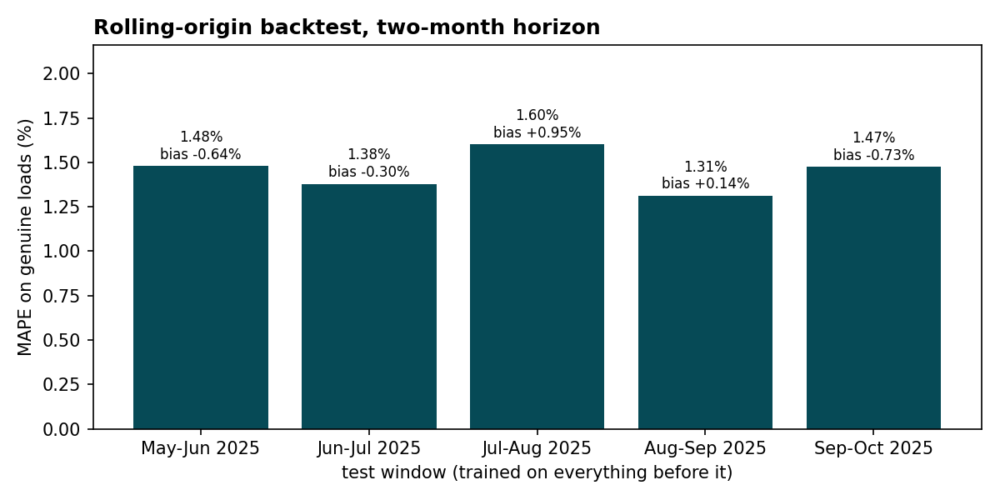 Rolling-origin backtest, two-month horizon
MAPE on genuine loads (%)
2.00
1.75
1.50
1.25
1.00
0.75
0.50
0.25
0.00
1.48%
bias -0.64%
1.38%
bias -0.30%
1.60%
bias +0.95%
1.31%
bias +0.14%
1.47%
bias -0.73%
May-Jun 2025
Jun-Jul 2025
Jul-Aug 2025
Aug-Sep 2025
Sep-Oct 2025
test window (trained on everything before it)